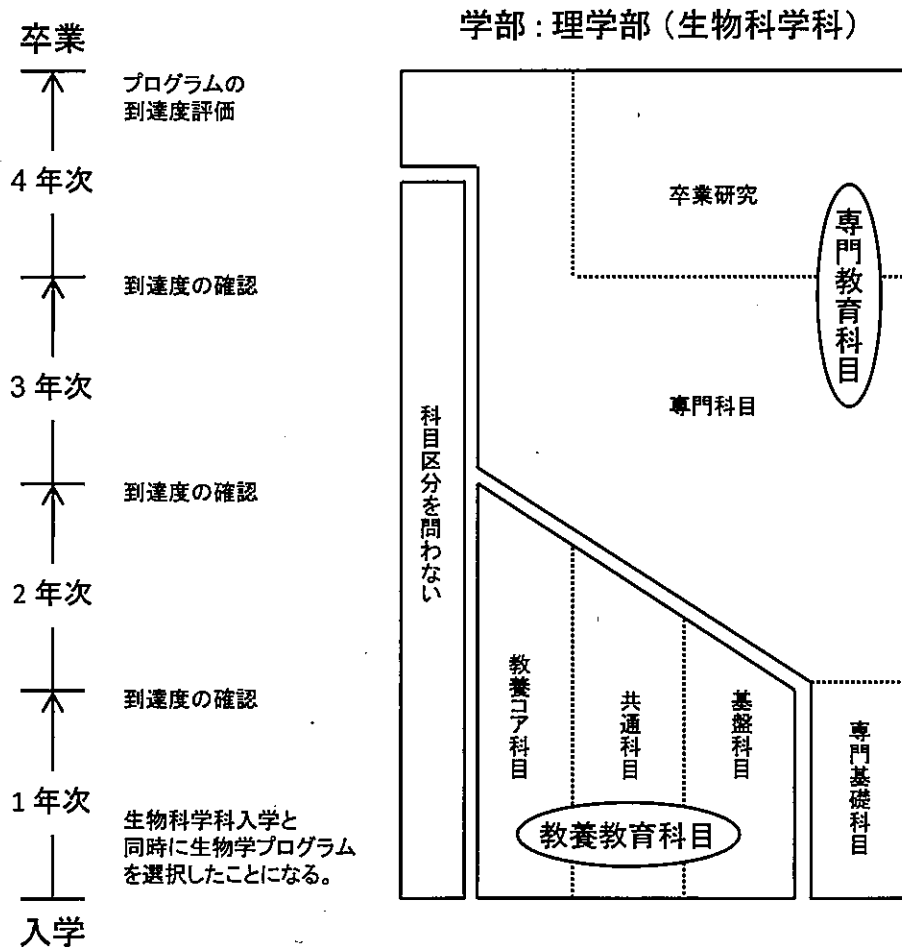 学部：理学部（生物科学科）
卒業
プログラムの
到達度評価
4 年次
到達度の確認
3 年次
到達度の確認
2 年次
到達度の確認
1 年次
生物科学科入学と
同時に生物学プログラム
を選択したことになる。
入学
卒業研究
専門教育科目
専門科目
科目区分を問わない
教養コア科目
共通科目
基盤科目
専門基礎科目
教養教育科目